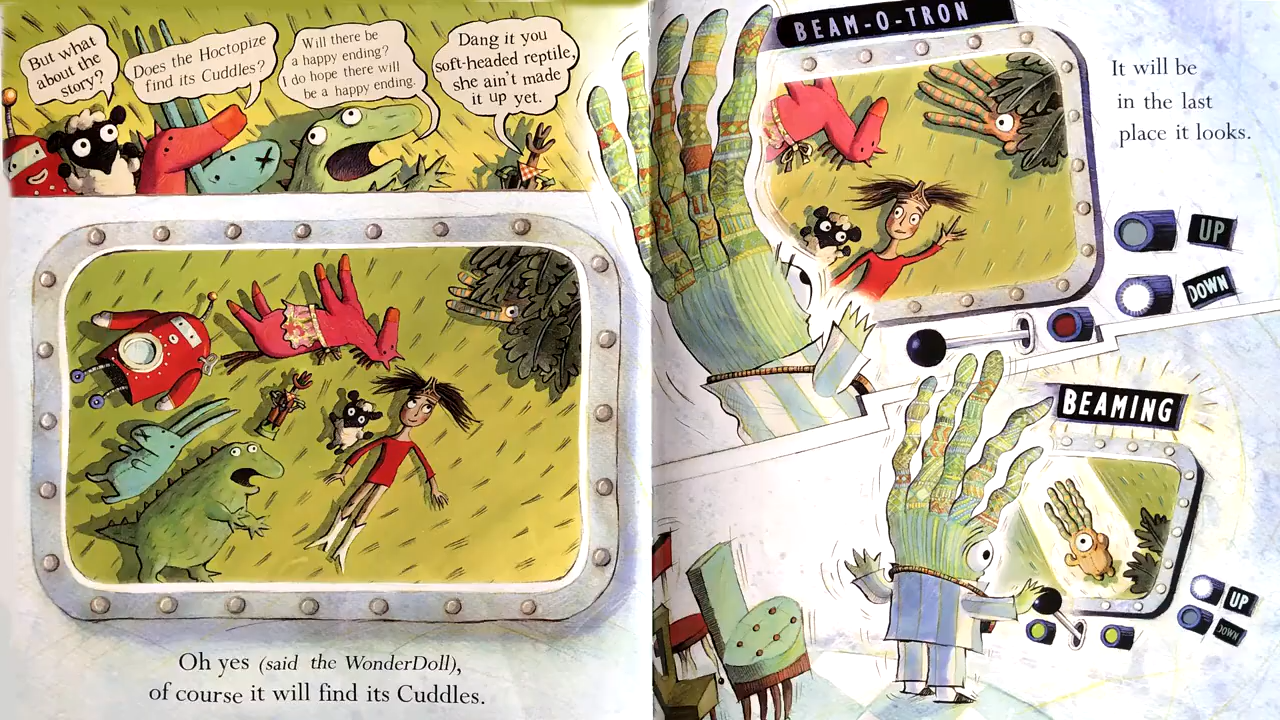 But what
about the
story?
Does the Hoctopize
find its Cuddles?
Will there be
a happy ending?
I do hope there will
be a happy ending.
Dang it you
soft-headed reptile,
she ain't made
it up yet.
Oh yes (said the WonderDoll),
of course it will find its Cuddles.
BEAM-O-TRON
It will be
in the last
place it looks.
UP
DOWN
BEAMING
UP
DOWN